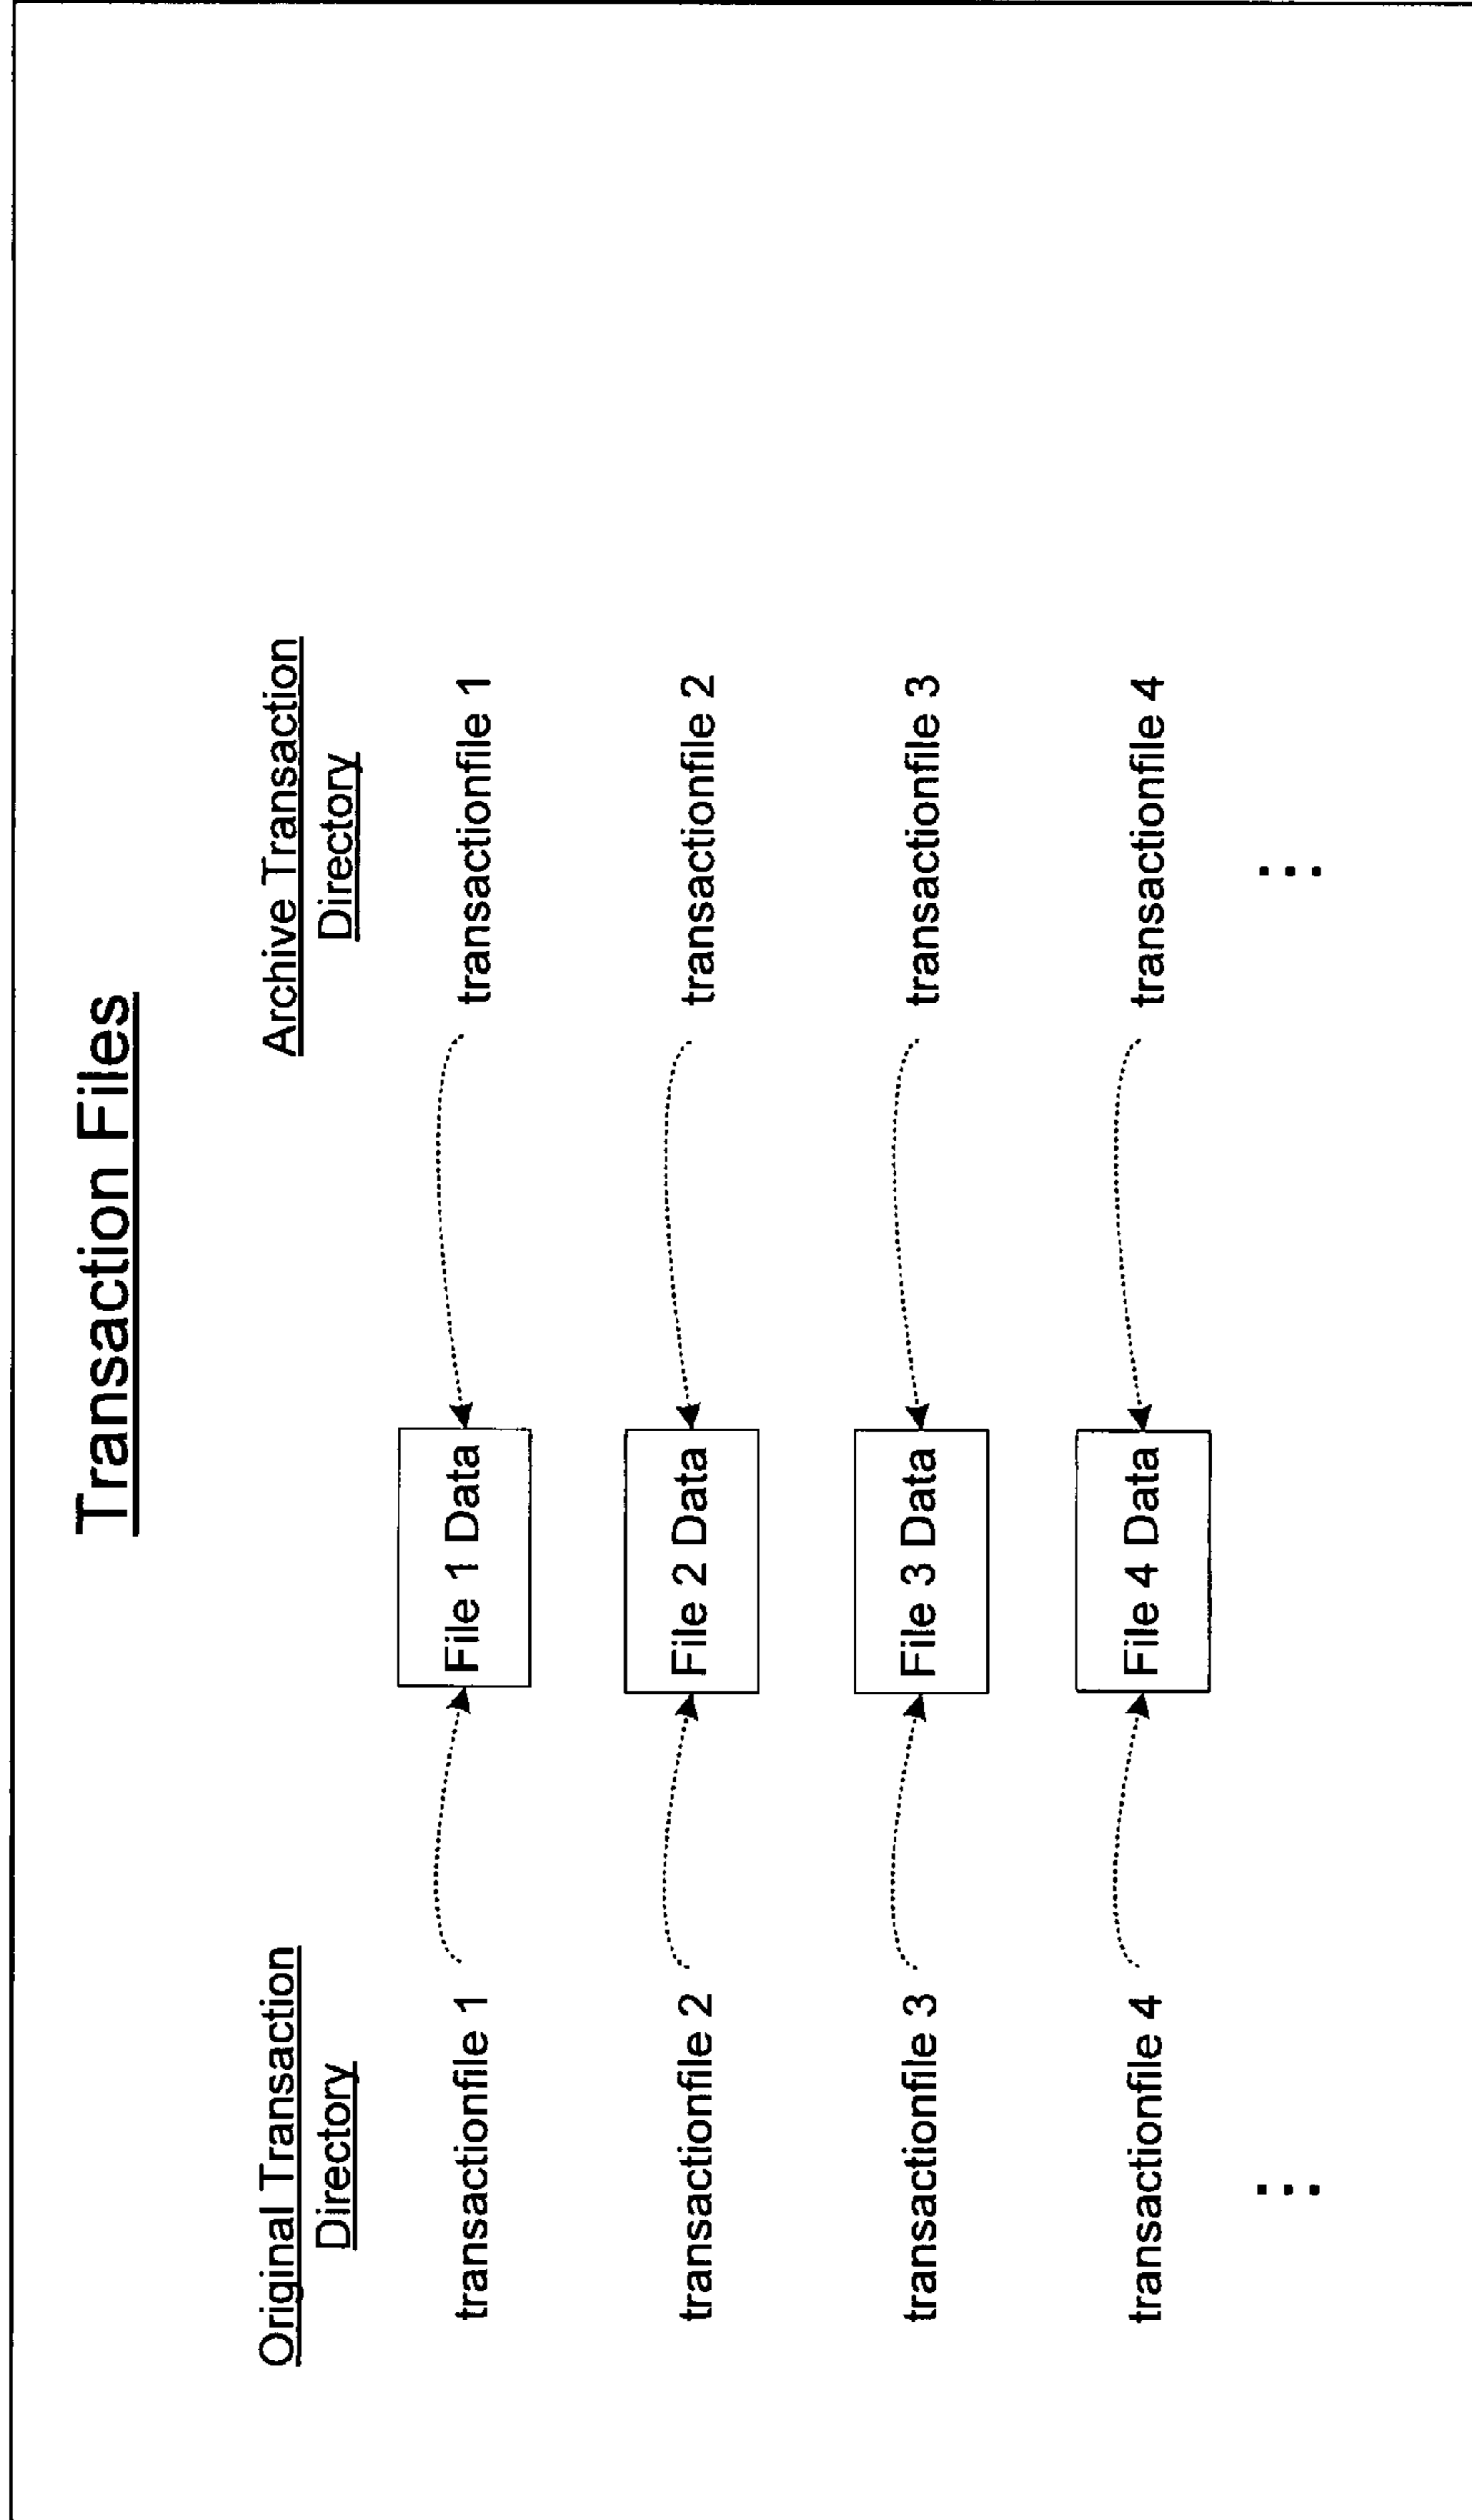 Transaction Files
Original Transaction
Directory
Archive Transaction
Directory
transactionfile 1
File 1 Data
transactionfile 1
transactionfile 2
File 2 Data
transactionfile 2
transactionfile 3
File 3 Data
transactionfile 3
transactionfile 4
File 4 Data
transactionfile 4